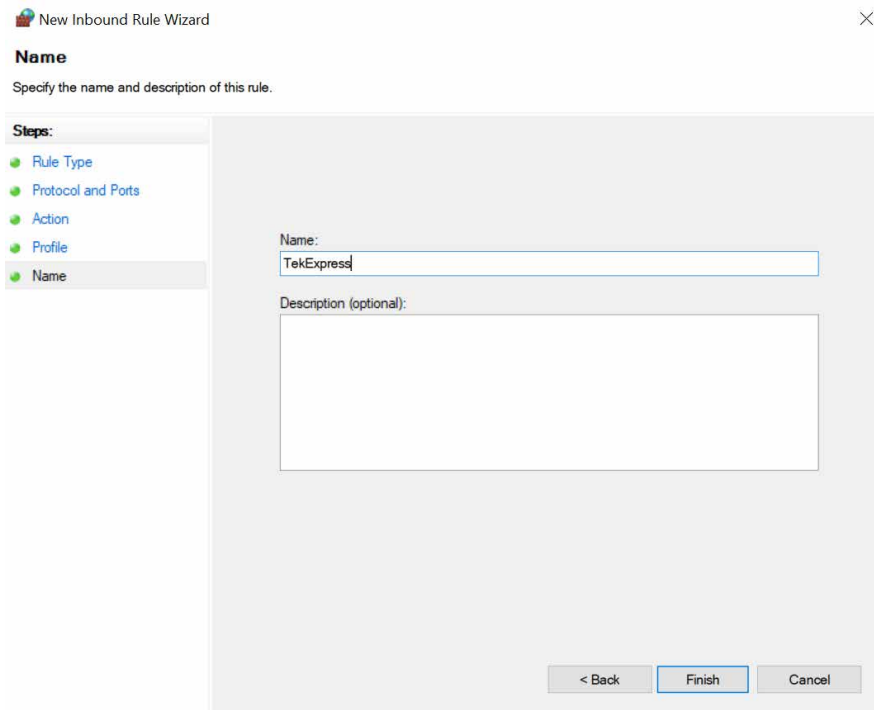 New Inbound Rule Wizard
Name
Specify the name and description of this rule.
Steps:
Rule Type
Protocol and Ports
Action
Profile
Name
Name:
TekExpress
Description (optional):
< Back
Finish
Cancel